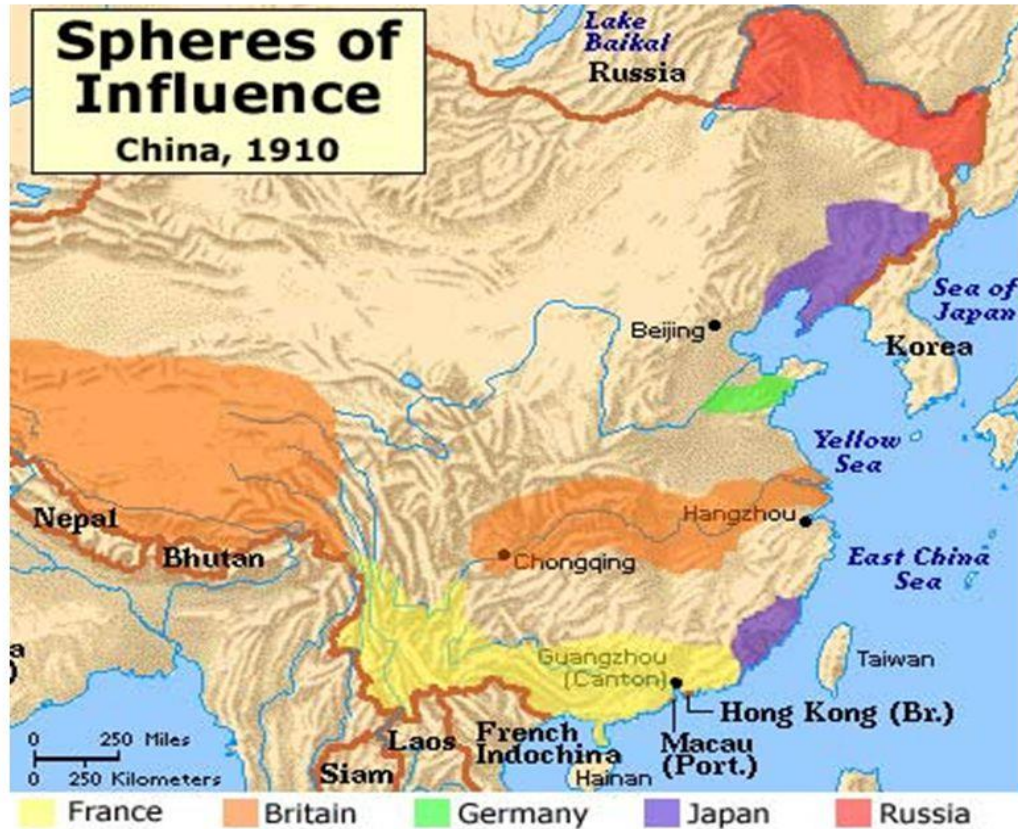 Spheres of
Influence
China, 1910
Lake
Baikal
Russia
Sea of
Japan
Beijing
Korea
Yellow
Sea
Nepal
Hangzhou
Bhutan
Chongqing
East China
Sea
Guangzhou
(Canton)
Taiwan
Hong Kong (Br.)
French
Indochina
Macau
(Port.)
Laos
Siam
Hainan
0 250 Miles
0 250 Kilometers
France Britain Germany Japan Russia